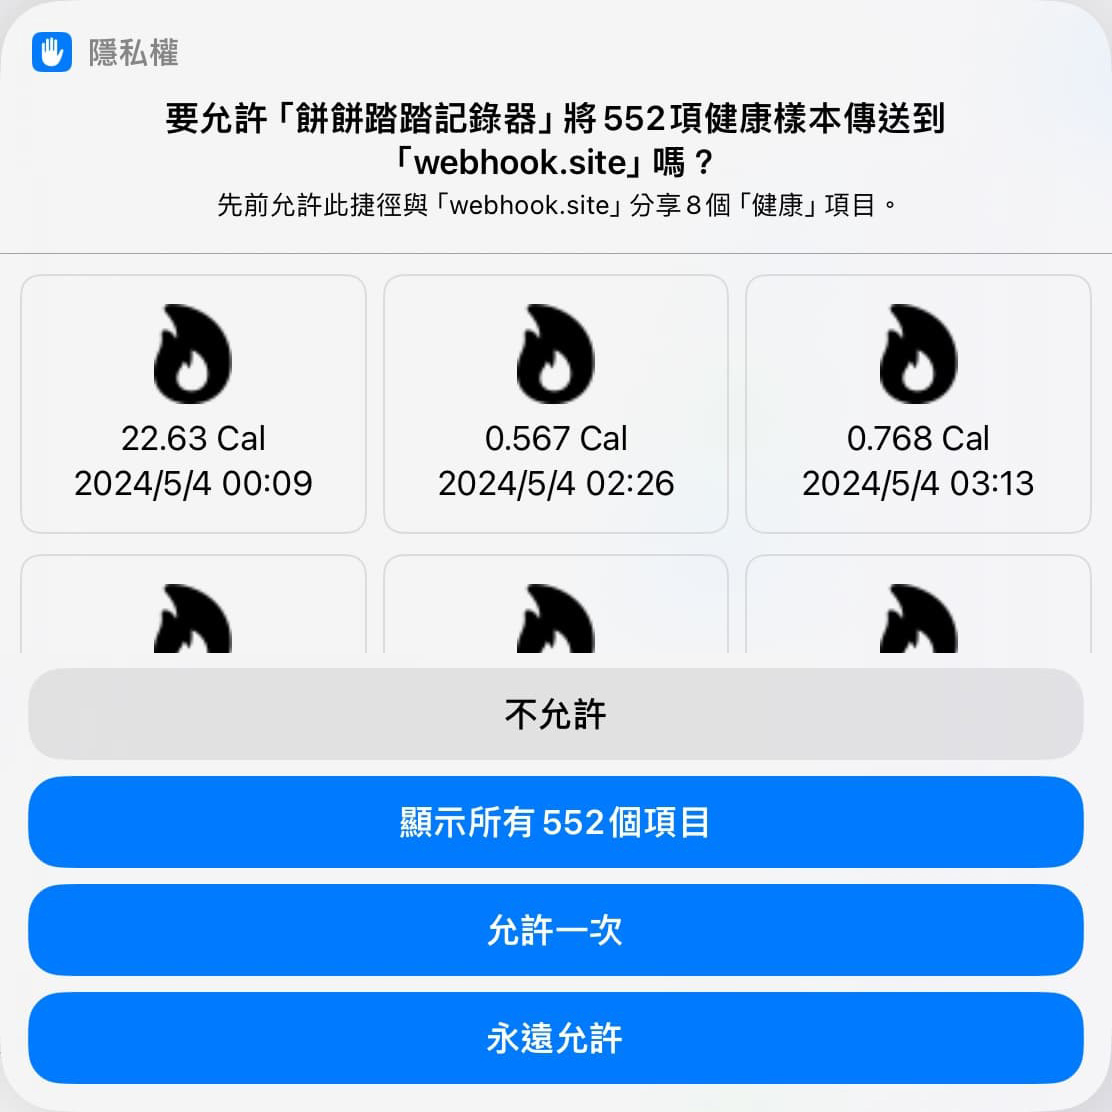 隱私權
要允許「餅餅踏踏記錄器」將552項健康樣本傳送到
「webhook.site」嗎？
先前允許此捷徑與「webhook.site」分享8個「健康」項目。
22.63 Cal
2024/5/4 00:09
0.567 Cal
2024/5/4 02:26
0.768 Cal
2024/5/4 03:13
不允許
顯示所有552個項目
允許一次
永遠允許